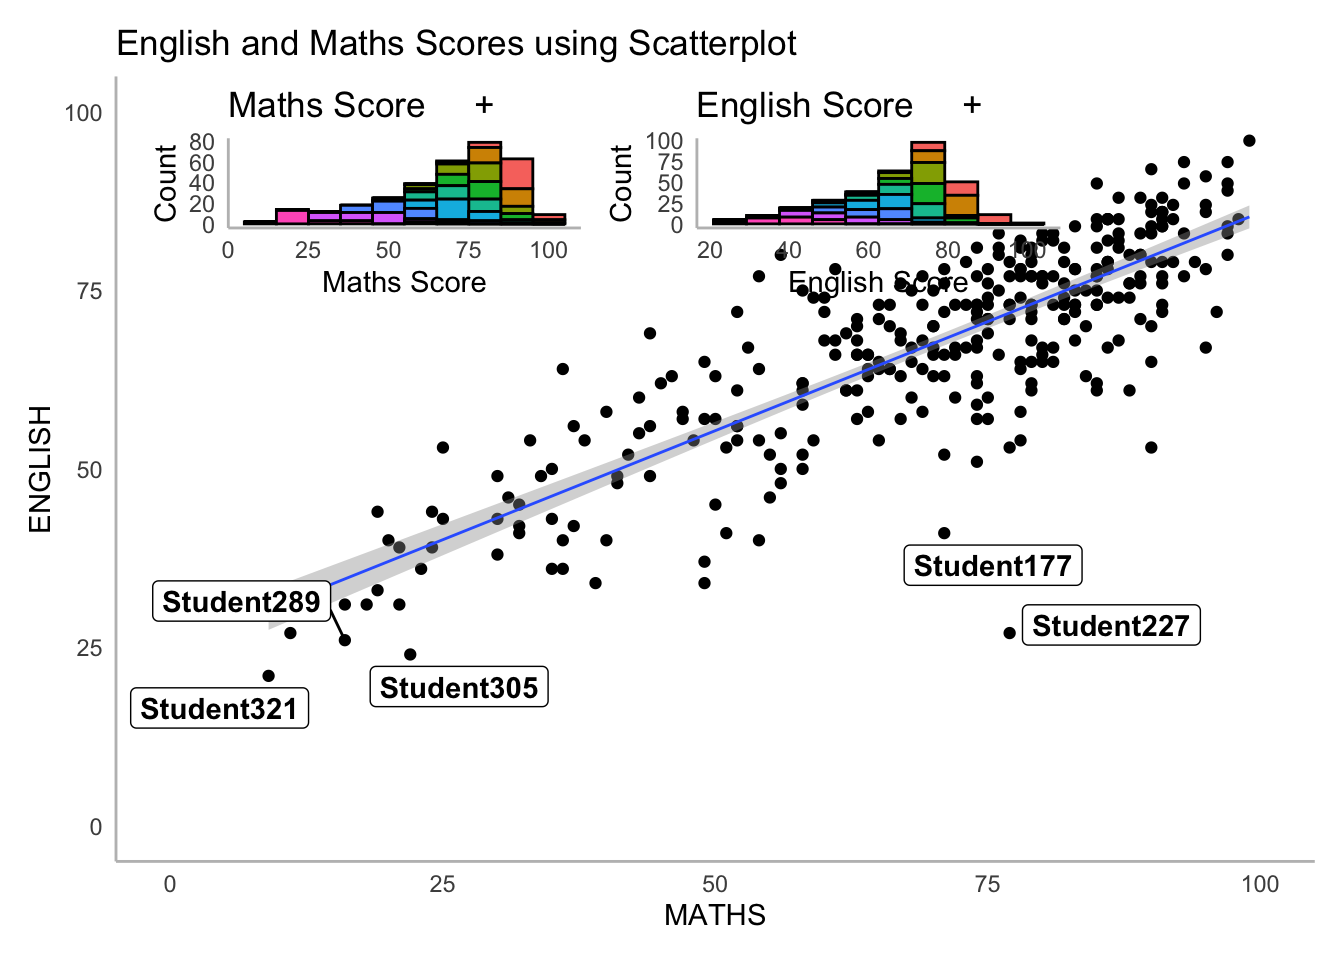 English and Maths Scores using Scatterplot
Maths Score +
English Score +
Count
80
60
40
20
0
0 25 50 75 100
Maths Score
Count
100
75
50
25
0
20 40 60 80 100
English Score
ENGLISH
100
75
50
25
0
Student177
Student289
Student227
Student305
Student321
0 25 50 75 100
MATHS